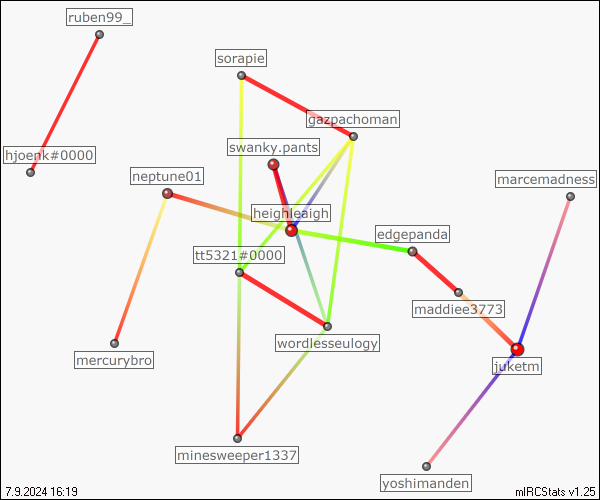 ruben99_
sorapie
gazpachoman
swanky.pants
hjoenk#0000
neptune01
marcemadness
heighleaigh
edgepanda
tt5321#0000
maddiee3773
wordlesseulogy
mercurybro
juketm
minesweeper1337
yoshimanden
7.9.2024 16:19
mIRCStats v1.25